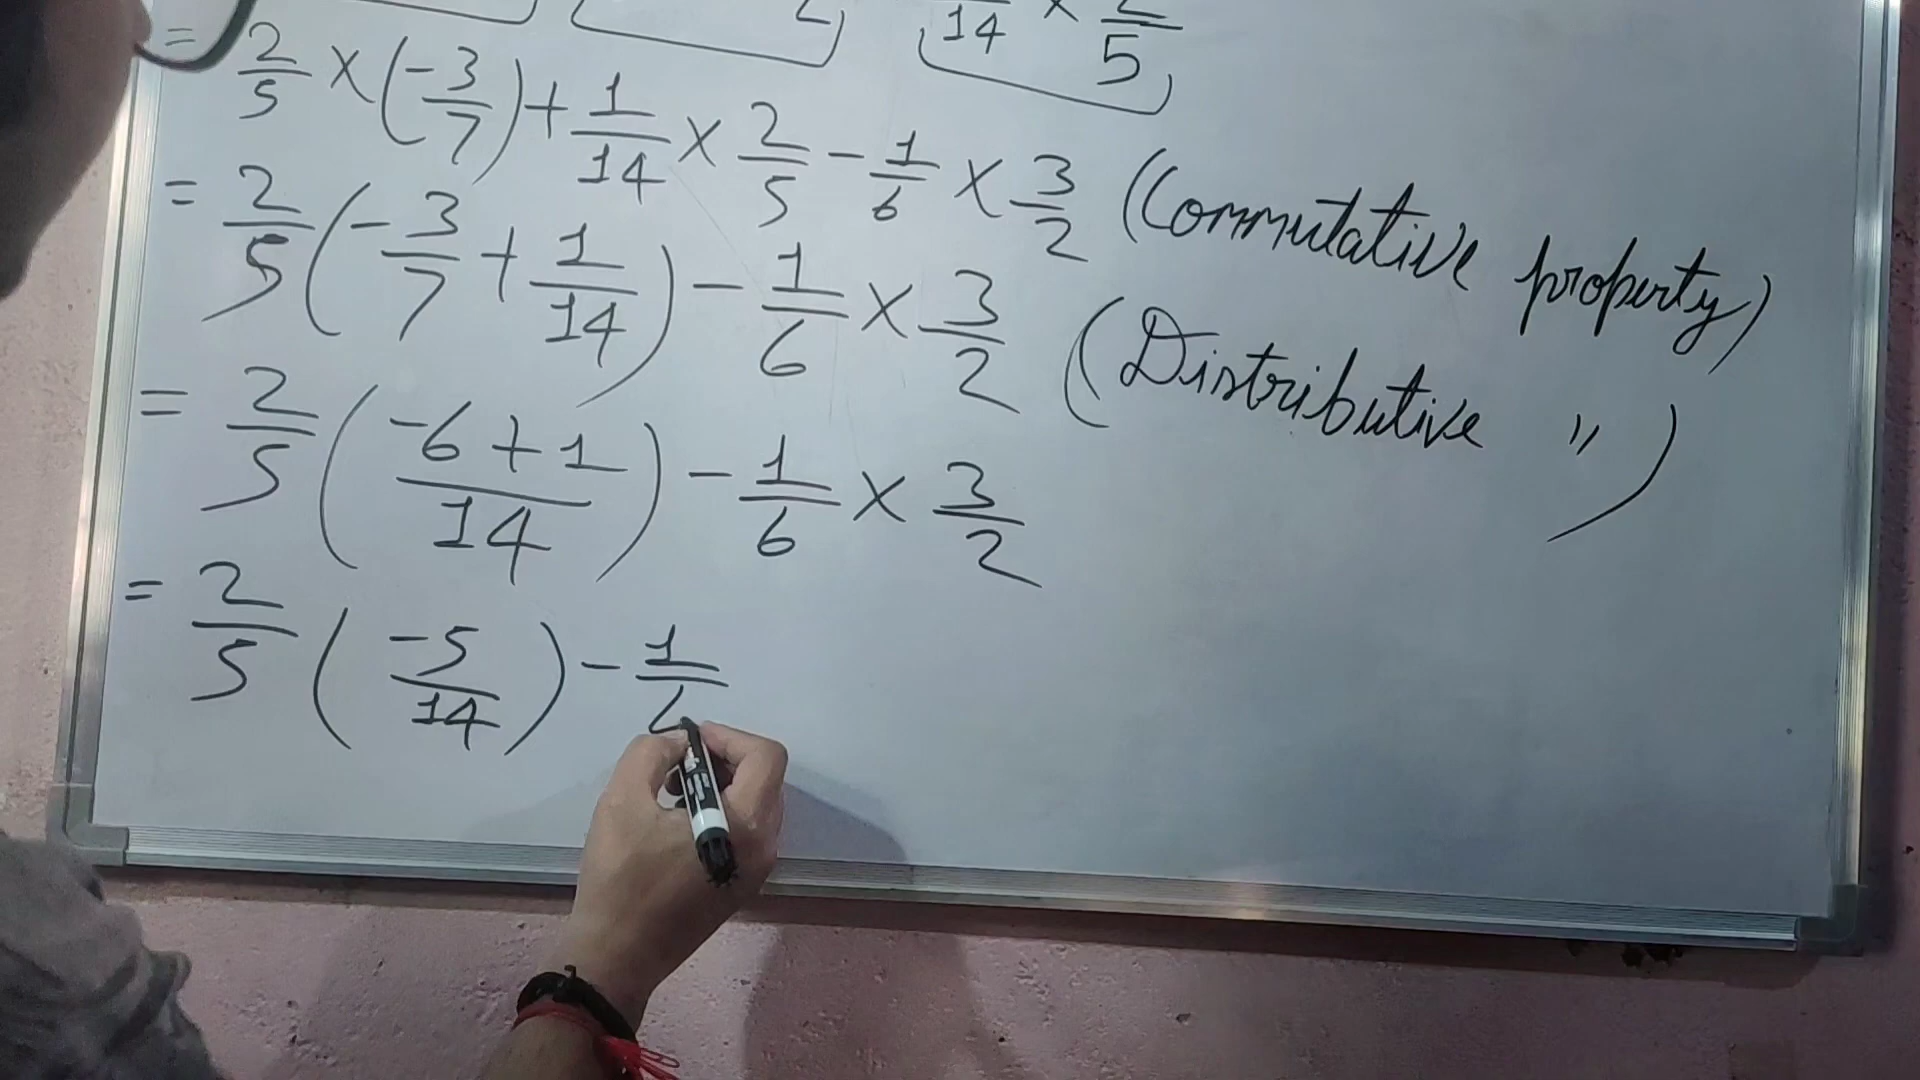 14 × 2/5
= 2/5 × (-3/7) + 1/14 × 2/5 - 1/6 × 3/2 (Commutative property)
= 2/5 (-3/7 + 1/14) - 1/6 × 3/2 (Distributive ")
= 2/5 (-6+1/14) - 1/6 × 3/2
= 2/5 (-5/14) - 1/6